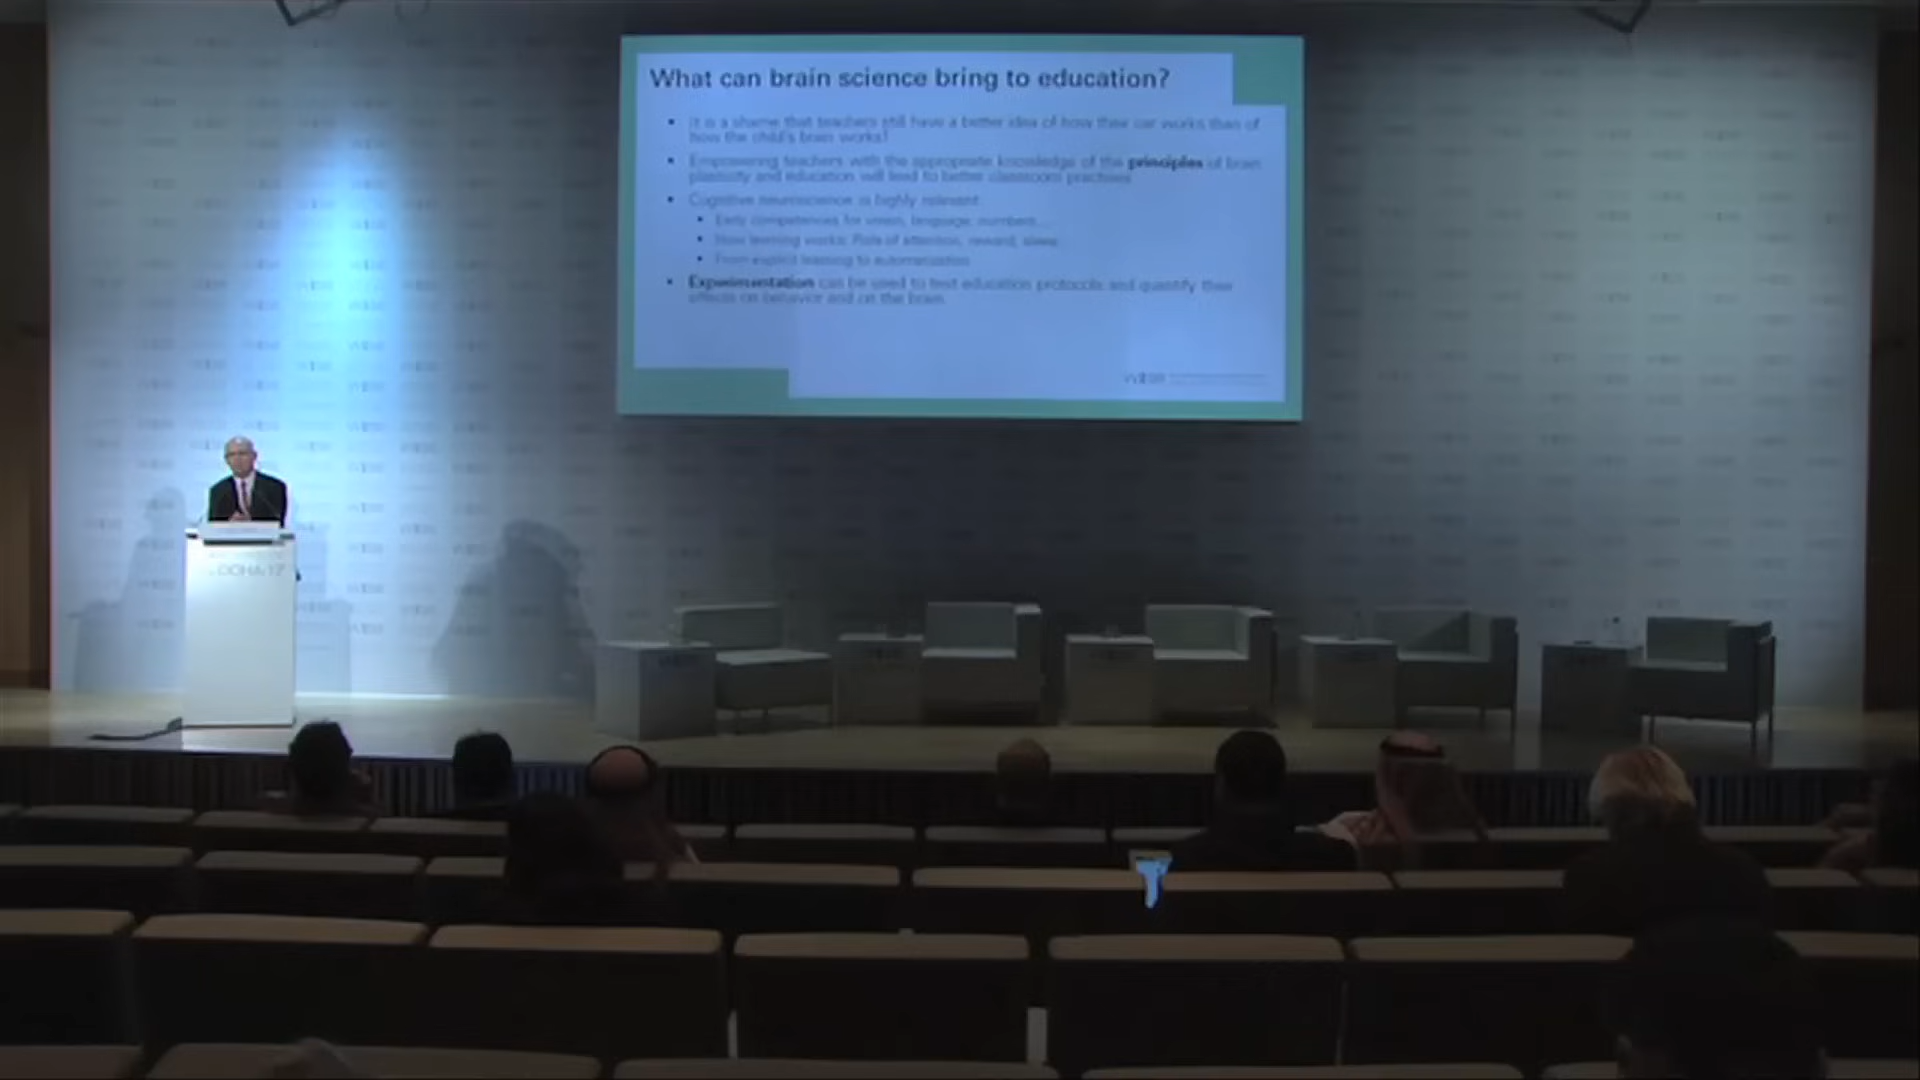 What can brain science bring to education?
It is a shame that teachers still have a better idea of how their car works than of
how the child's brain works!
Empowering teachers with the appropriate knowledge of the principles of brain
plasticity and education will lead to better classroom practises
Cognitive neuroscience is highly relevant:
Early competences for vision, language, numbers...
How learning works: Role of attention, reward, sleep
From explicit learning to automatization
Experimentation can be used to test education protocols and quantify their
effects on behavior and on the brain
DOHA.17